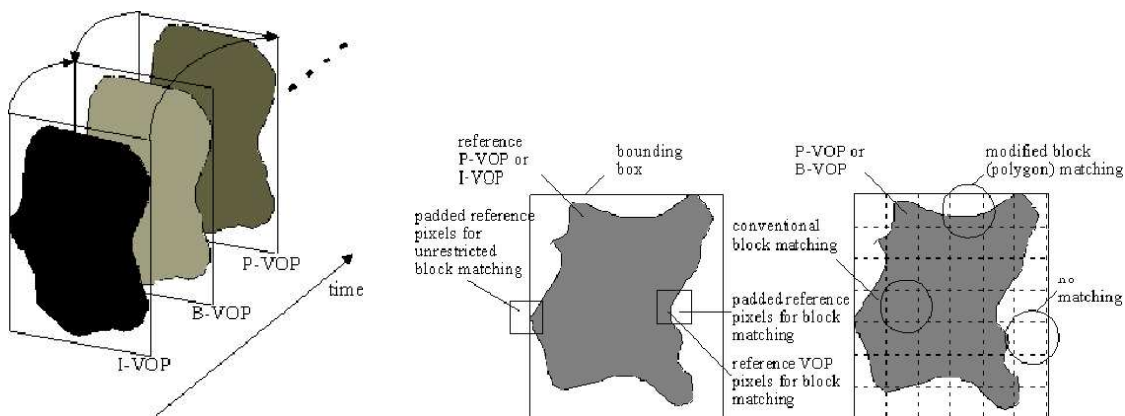 I-VOP
B-VOP
P-VOP
time
reference
P-VOP or
I-VOP
bounding
box
padded reference
pixels for
unrestricted
block matching
padded reference
pixels for block
matching
reference VOP
pixels for block
matching
P-VOP or
B-VOP
modified block
(polygon) matching
conventional
block matching
no
matching